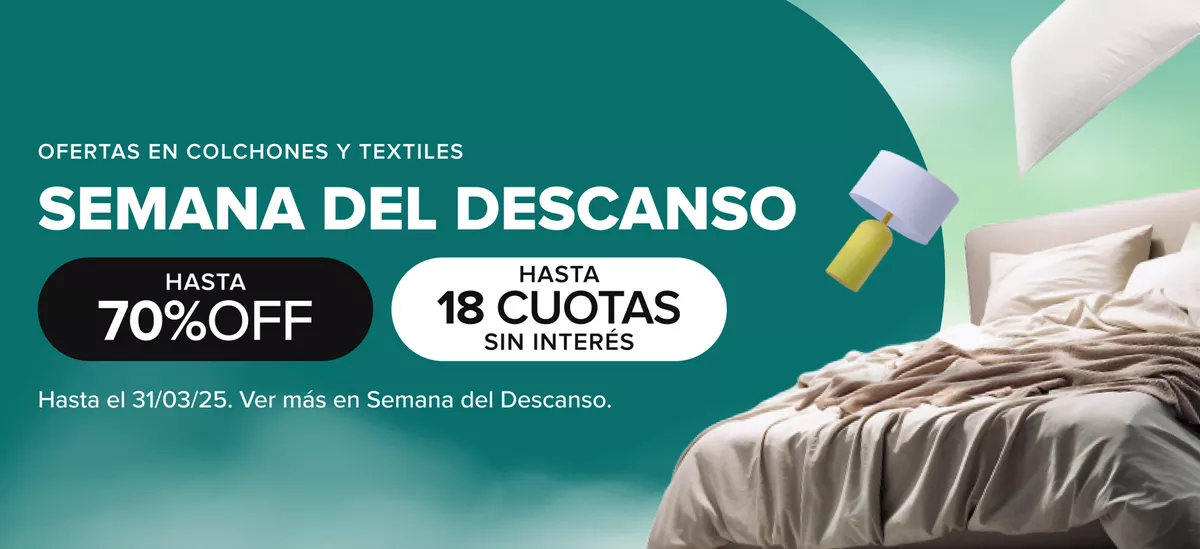 OFERTAS EN COLCHONES Y TEXTILES
SEMANA DEL DESCANSO
HASTA
70%OFF
HASTA
18 CUOTAS
SIN INTERÉS
Hasta el 31/03/25. Ver más en Semana del Descanso.